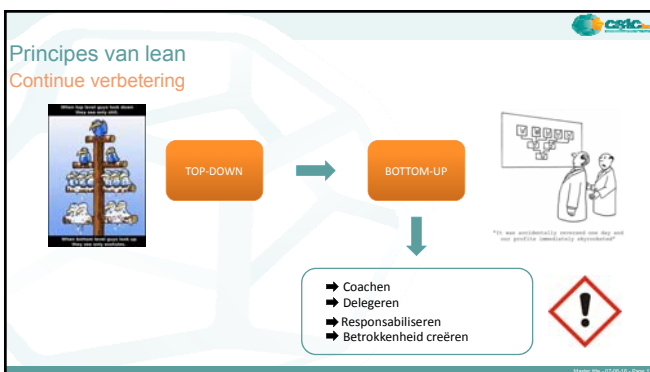 Principes van lean
Continue verbetering
When top level guys look down
they see only shit.
When bottom level guys look up
they see only assholes.
TOP-DOWN
BOTTOM-UP
"It was accidentally reversed one day and
our profits immediately skyrocketed"
Coachen
Delegeren
Responsabiliseren
Betrokkenheid creëren